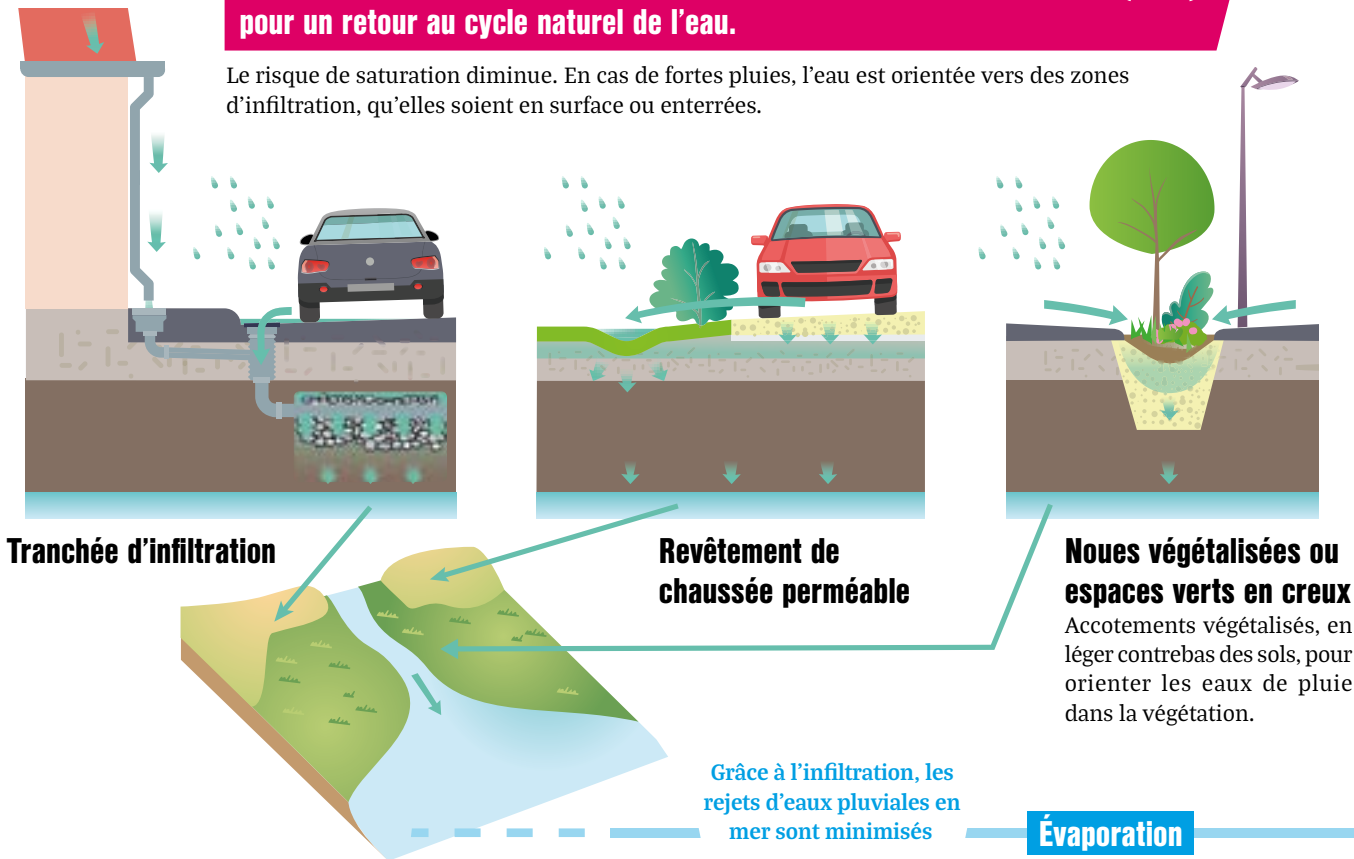 pour un retour au cycle naturel de l’eau.
Le risque de saturation diminue. En cas de fortes pluies, l’eau est orientée vers des zones
d’infiltration, qu’elles soient en surface ou enterrées.
Tranchée d’infiltration
Revêtement de
chaussée perméable
Noues végétalisées ou
espaces verts en creux
Accotements végétalisés, en
léger contrebas des sols, pour
orienter les eaux de pluie
dans la végétation.
Grâce à l’infiltration, les
rejets d’eaux pluviales en
mer sont minimisés
Évaporation